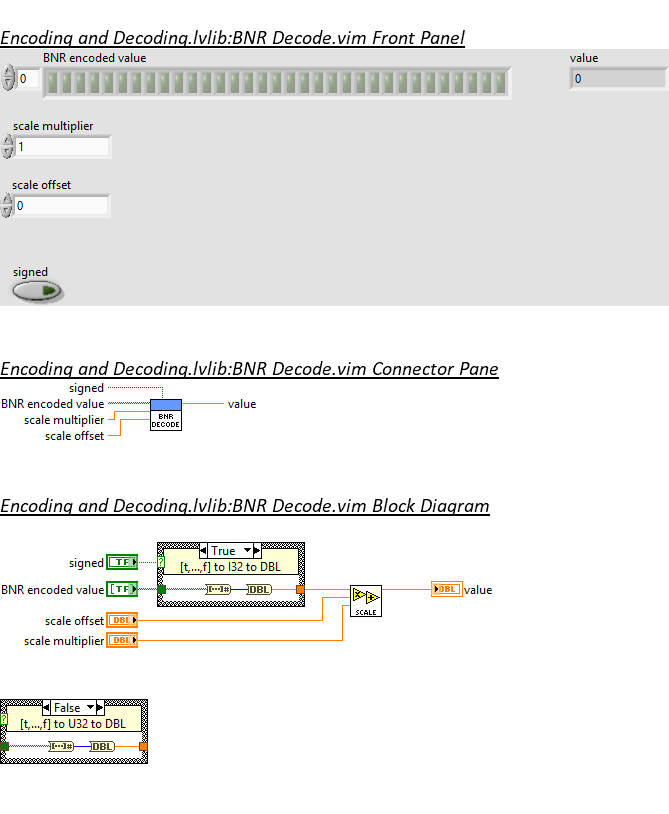 Encoding and Decoding.lvlib:BNR Decode.vim Front Panel
BNR encoded value
value
0
0
scale multiplier
1
scale offset
0
signed
Encoding and Decoding.lvlib:BNR Decode.vim Connector Pane
signed
BNR encoded value
value
BNR
scale multiplier
DECODE
scale offset
Encoding and Decoding.lvlib:BNR Decode.vim Block Diagram
True
signed
TF
?
[t,...,f] to I32 to DBL
BNR encoded value
[TF
[...]#
DBL
DBL
value
scale offset
DBL
SCALE
scale multiplier
DBL
False
?
[t,...,f] to U32 to DBL
[...]#
DBL